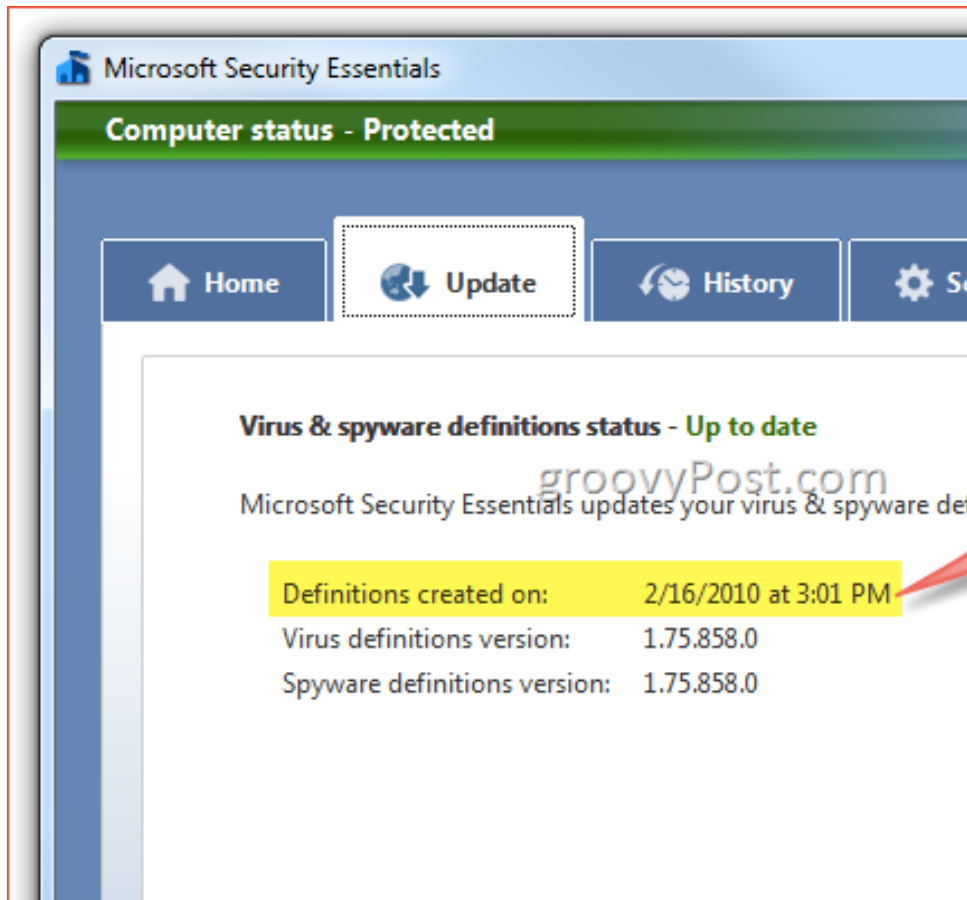 Microsoft Security Essentials
Computer status - Protected
Home
Update
History
Virus & spyware definitions status - Up to date
groovyPost.com
Microsoft Security Essentials updates your virus & spyware
Definitions created on: 2/16/2010 at 3:01 PM
Virus definitions version: 1.75.858.0
Spyware definitions version: 1.75.858.0